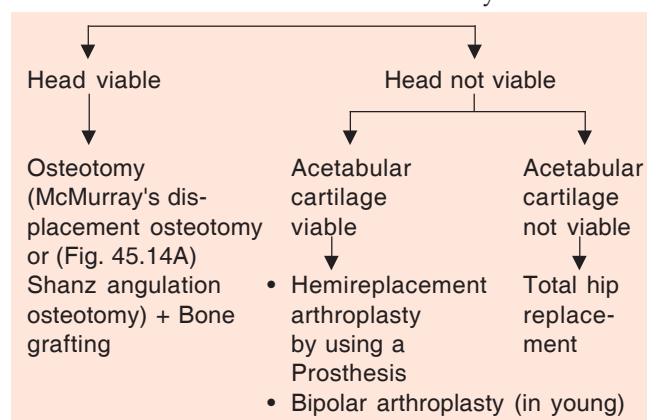 Head viable
Head not viable
Osteotomy
(McMurray's dis-
placement osteotomy
or (Fig. 45.14A)
Shanz angulation
osteotomy) + Bone
grafting
Acetabular
cartilage
viable
• Hemireplacement
arthroplasty
by using a
Prosthesis
• Bipolar arthroplasty (in young)
Acetabular
cartilage
not viable
Total hip
replace-
ment